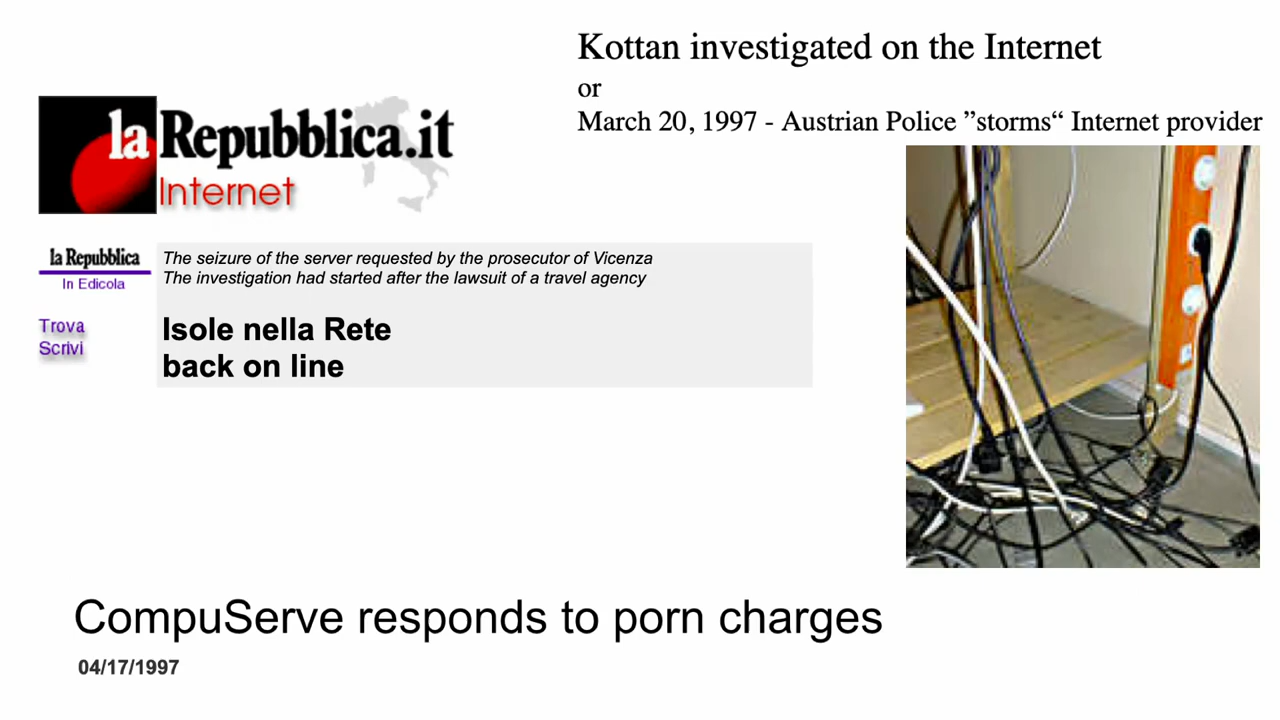 Kottan investigated on the Internet
or
March 20, 1997 - Austrian Police ”storms“ Internet provider
la Repubblica.it
Internet
la Repubblica
In Edicola
Trova
Scrivi
The seizure of the server requested by the prosecutor of Vicenza
The investigation had started after the lawsuit of a travel agency
Isole nella Rete
back on line
CompuServe responds to porn charges
04/17/1997